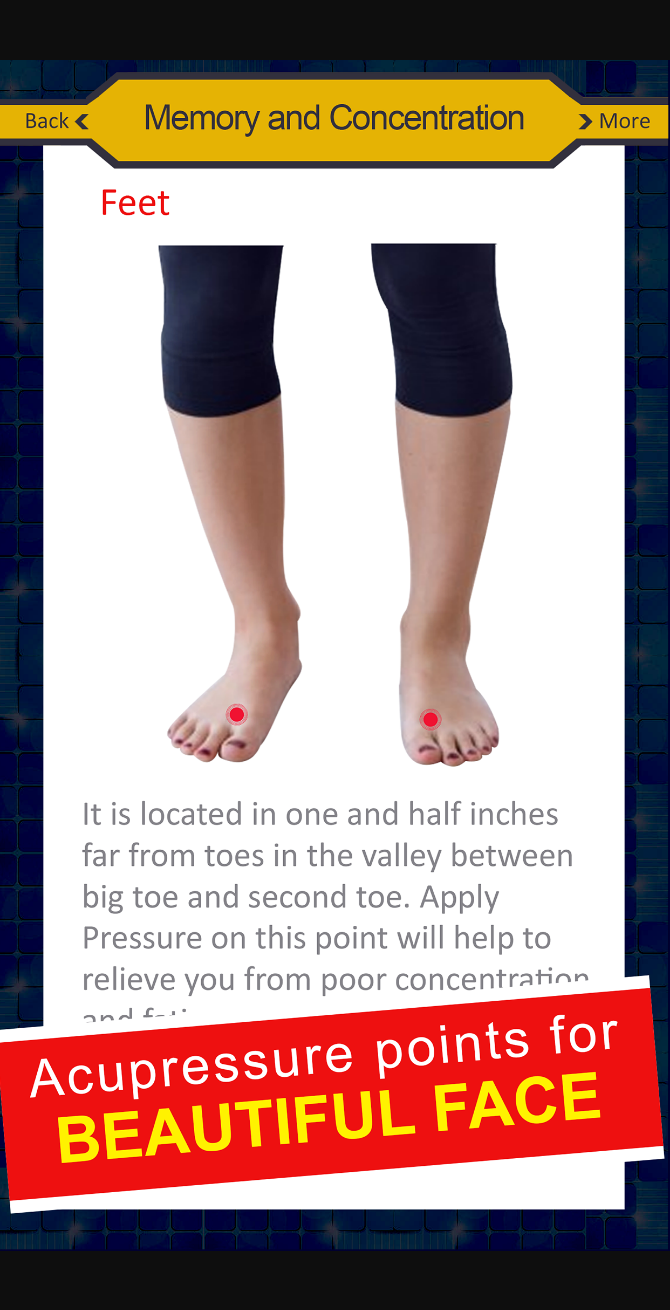 Back
Memory and Concentration
More
Feet
It is located in one and half inches
far from toes in the valley between
big toe and second toe. Apply
Pressure on this point will help to
relieve you from poor concentration
and
Acupressure points for
BEAUTIFUL FACE